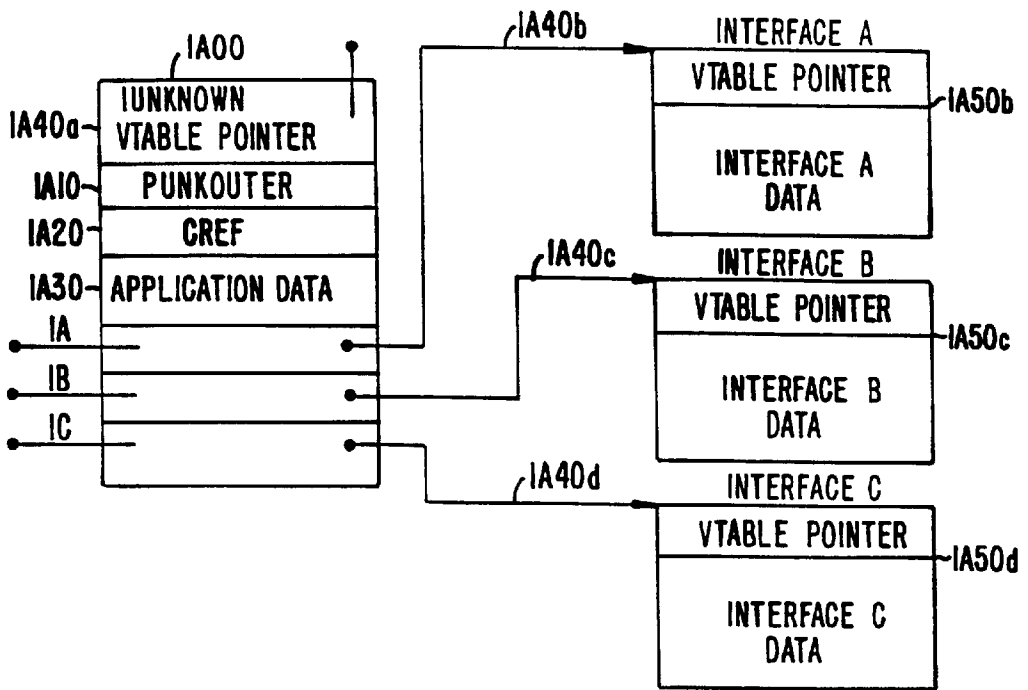 1A00
IUNKNOWN
VTABLE POINTER
1A40a
1A10
PUNKOUTER
1A20
CREF
1A30
APPLICATION DATA
IA
IB
IC
1A40b
INTERFACE A
VTABLE POINTER
1A50b
INTERFACE A
DATA
1A40c
INTERFACE B
VTABLE POINTER
1A50c
INTERFACE B
DATA
1A40d
INTERFACE C
VTABLE POINTER
1A50d
INTERFACE C
DATA